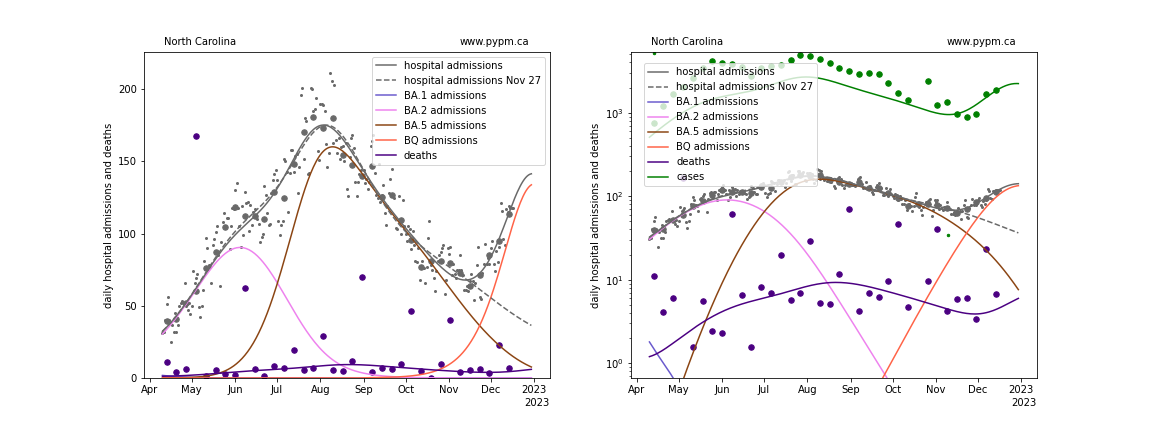 North Carolina www.pypm.ca
daily hospital admissions and deaths
200
150
100
50
0
hospital admissions
hospital admissions Nov 27
BA.1 admissions
BA.2 admissions
BA.5 admissions
BQ admissions
deaths
Apr May Jun Jul Aug Sep Oct Nov Dec 2023
2023
North Carolina www.pypm.ca
daily hospital admissions and deaths
10³
10²
10¹
10⁰
hospital admissions
hospital admissions Nov 27
BA.1 admissions
BA.2 admissions
BA.5 admissions
BQ admissions
deaths
cases
Apr May Jun Jul Aug Sep Oct Nov Dec 2023
2023